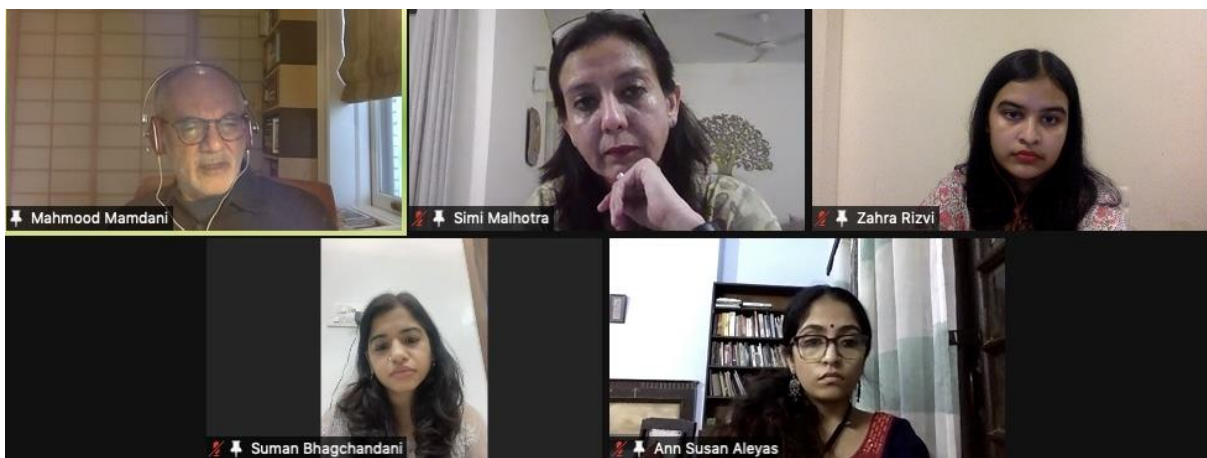 Mahmood Mamdani
Simi Malhotra
Zahra Rizvi
Suman Bhagchandani
Ann Susan Aleyas